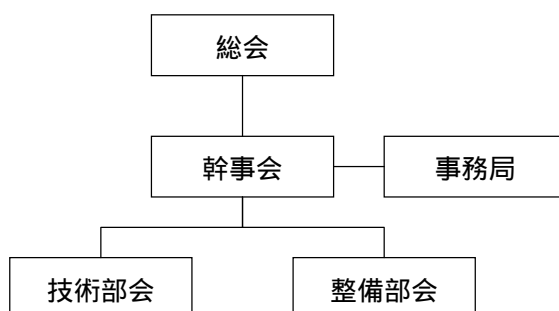 総会
幹事会
事務局
技術部会
整備部会